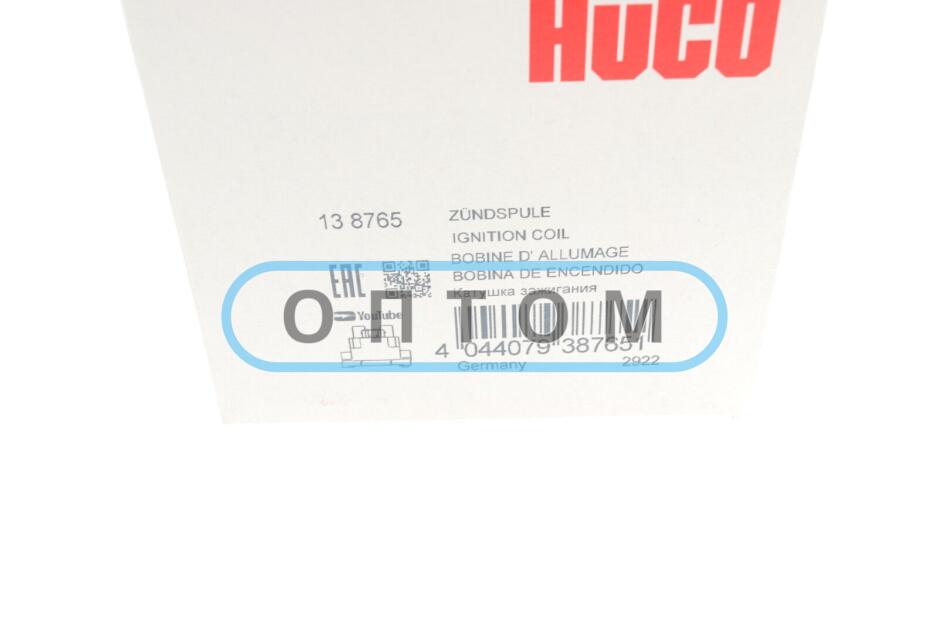 HÜCO
13 8765
ZÜNDSPULE
IGNITION COIL
BOBINE D' ALLUMAGE
BOBINA DE ENCENDIDO
Катушка зажигания
EAC
YouTube
ОПТОМ
4 044079 387651
Germany
2922